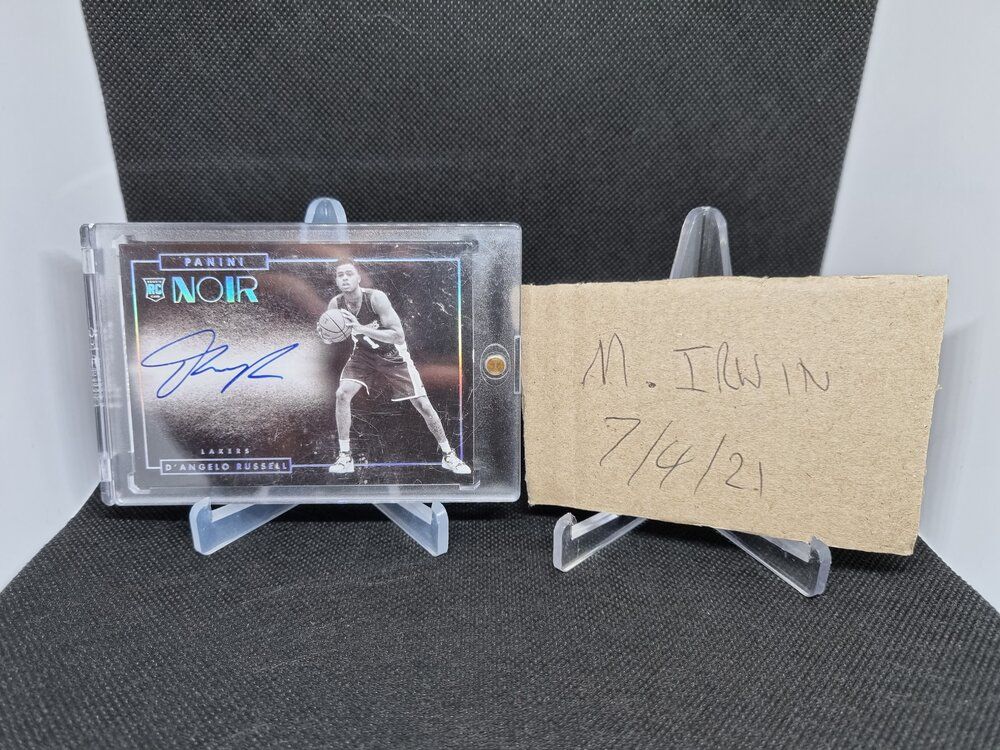 PANINI
RC
NOIR
LAKERS
D'ANGELO RUSSELL
M. IRWIN
7/4/21